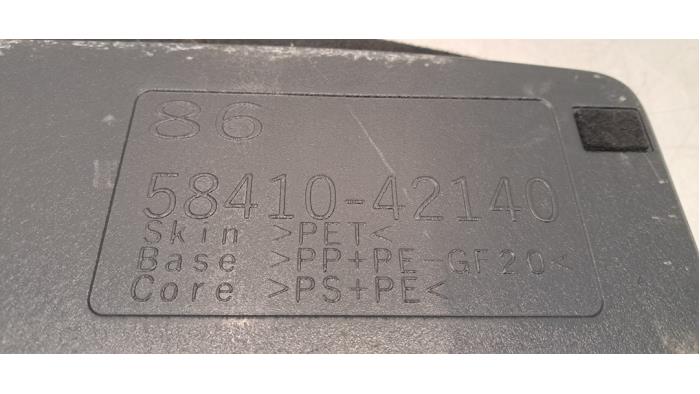 86
58410-42140
Skin >PET<
Base >PP+PE-GF20<
Core >PS+PE<